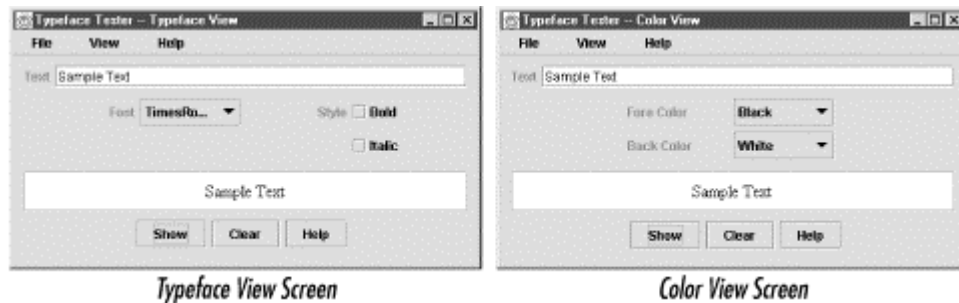 Typeface Tester -- Typeface View
File View Help
Text Sample Text
Font TimesRo... Style Bold
Italic
Sample Text
Show Clear Help
Typeface View Screen
Typeface Tester -- Color View
File View Help
Text Sample Text
Fore Color Black
Back Color White
Sample Text
Show Clear Help
Color View Screen